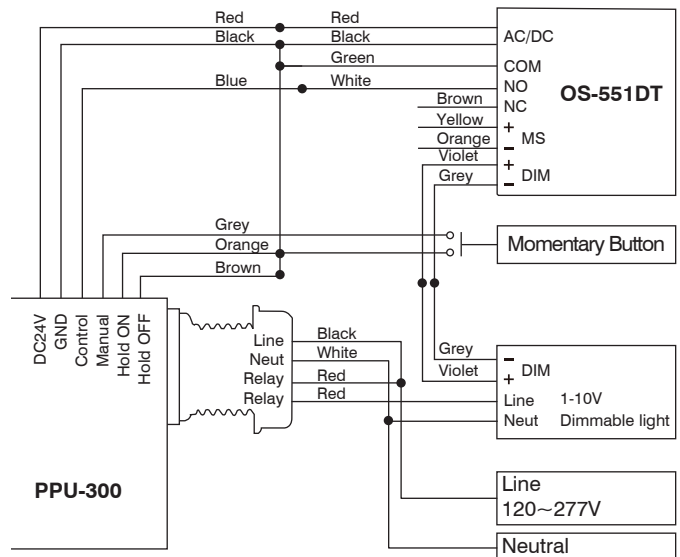 Red Red
Black Black
Green
Blue White
Brown
Yellow
Orange
Violet
Grey
AC/DC
COM
NO
NC
+ MS
−
+ DIM
−
OS-551DT
Grey
Orange
Brown
Momentary Button
DC24V
GND
Control
Manual
Hold ON
Hold OFF
PPU-300
Line Black
Neut White
Relay Red
Relay Red
Grey − DIM
Violet +
Line 1-10V
Neut Dimmable light
Line
120~277V
Neutral